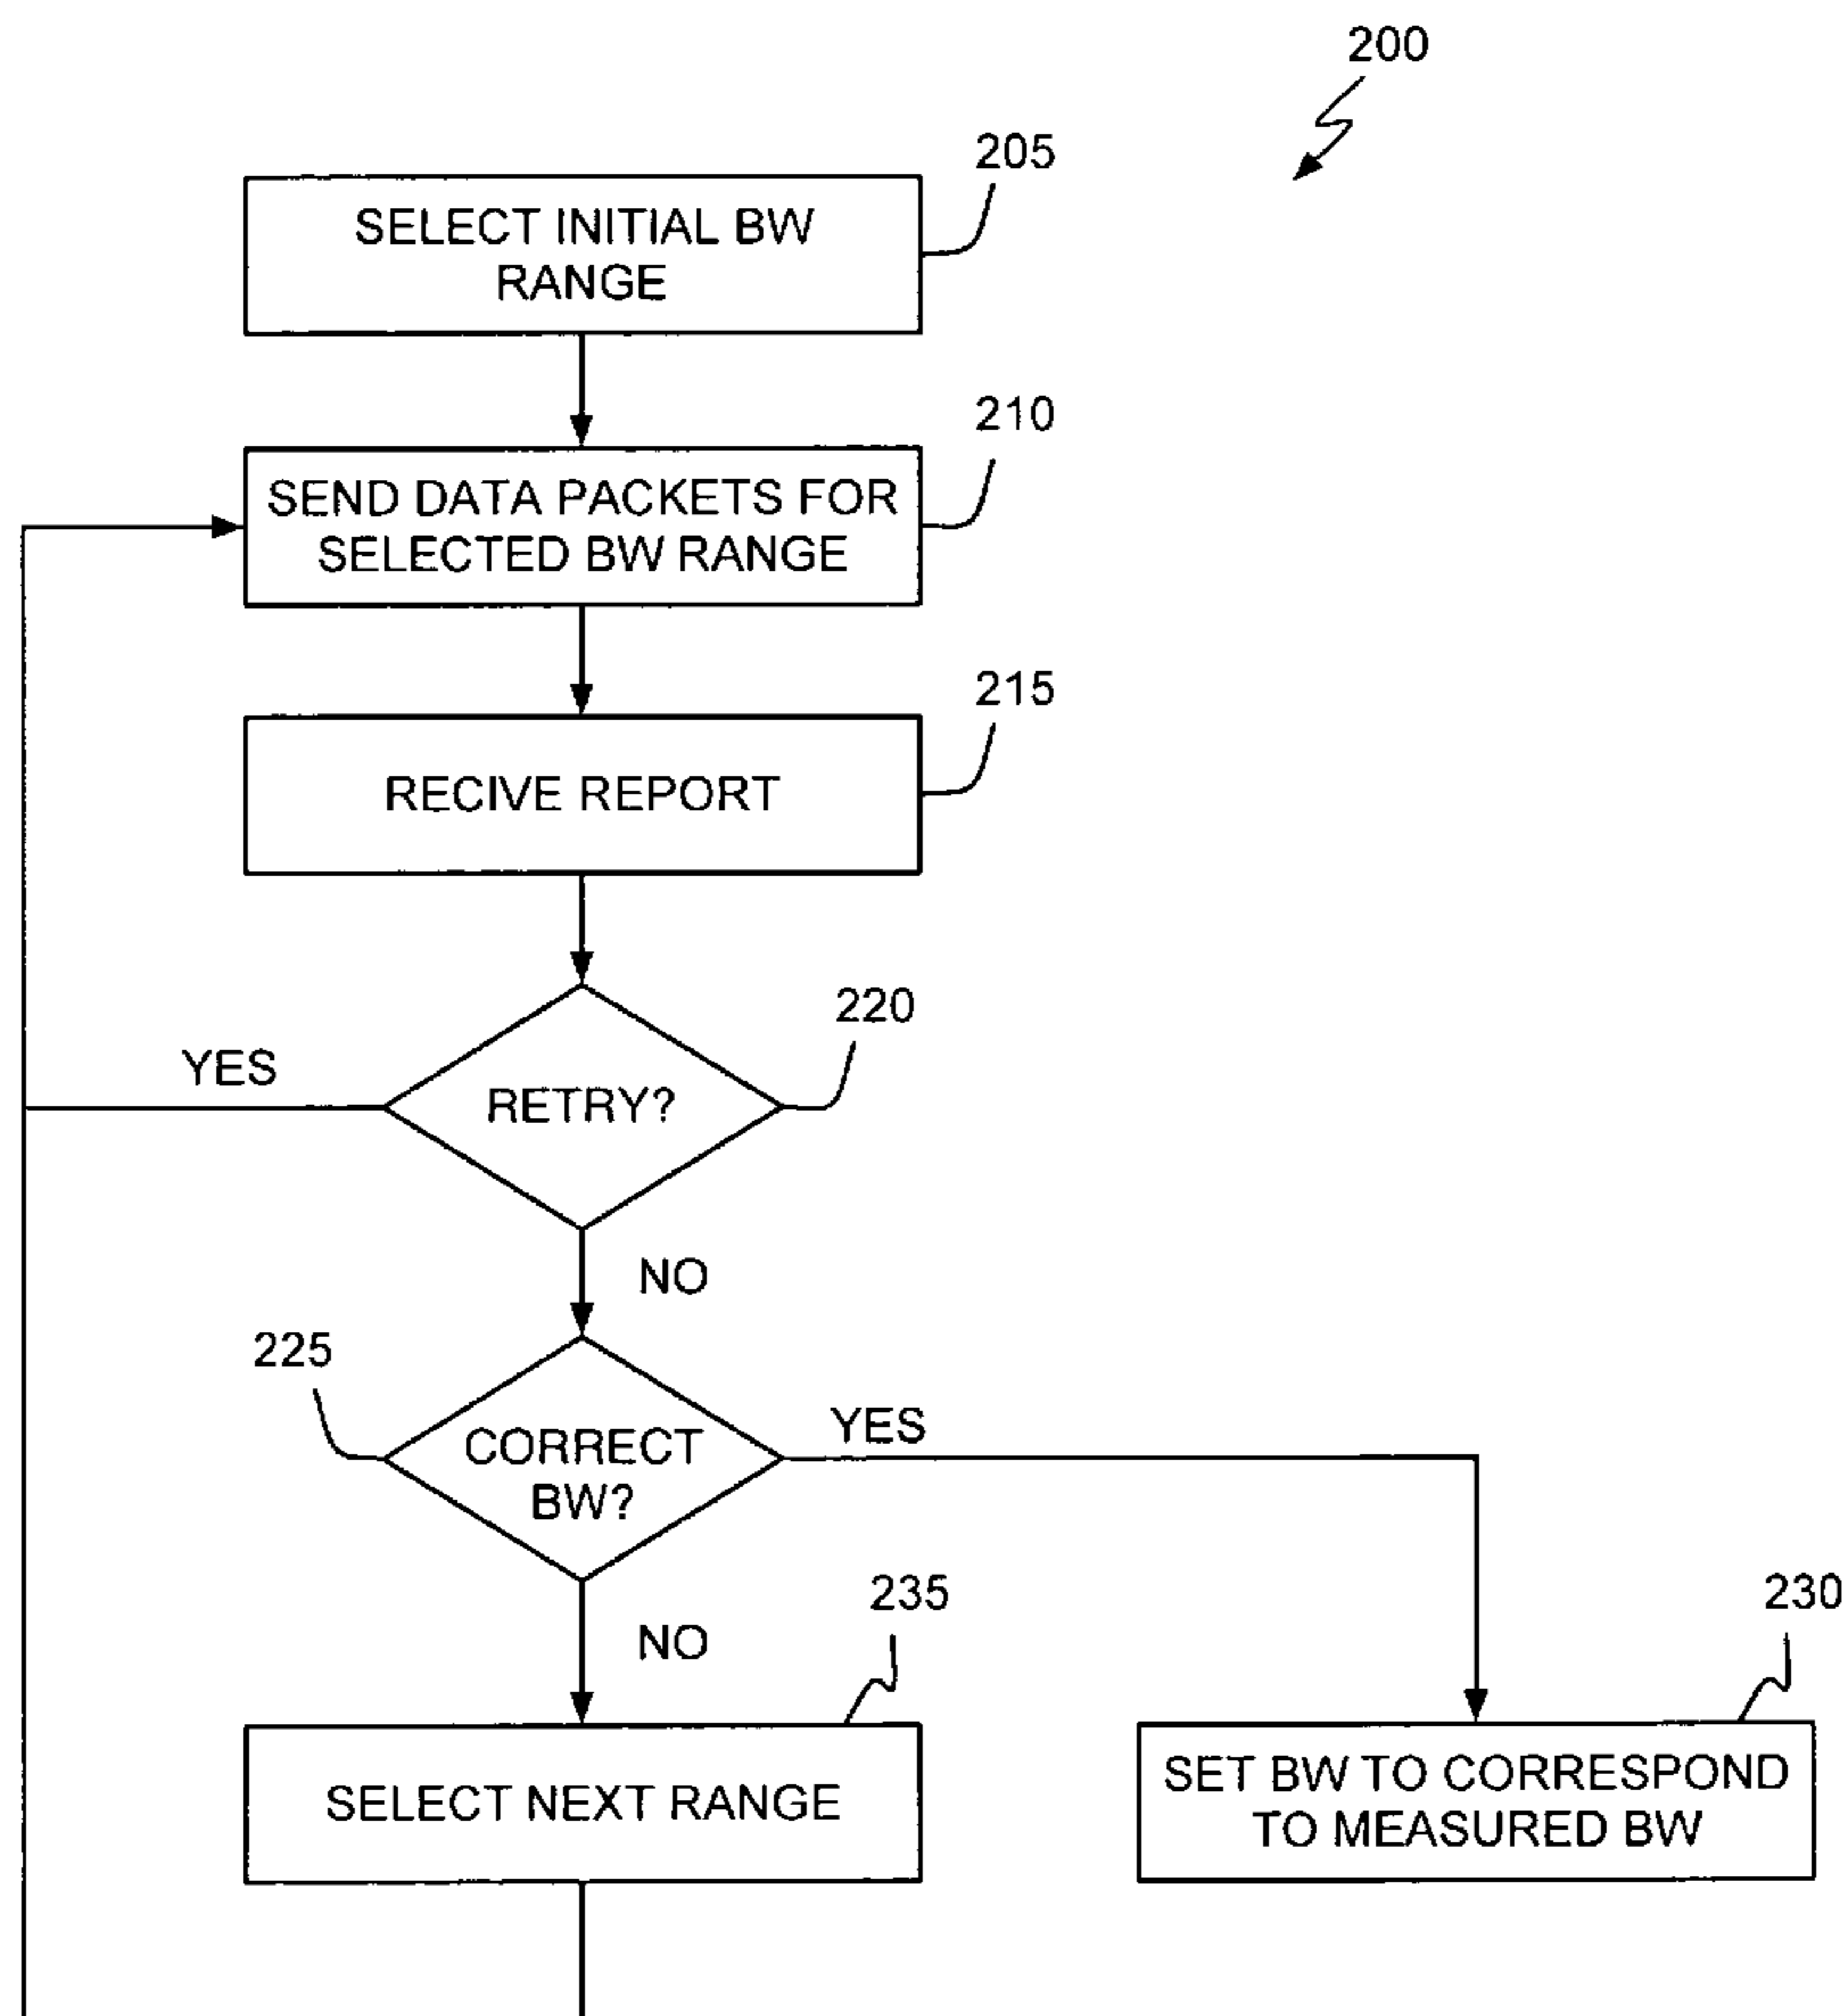 200
205
SELECT INITIAL BW
RANGE
210
SEND DATA PACKETS FOR
SELECTED BW RANGE
215
RECIVE REPORT
220
YES
RETRY?
NO
225
YES
CORRECT
BW?
235
230
NO
SELECT NEXT RANGE
SET BW TO CORRESPOND
TO MEASURED BW